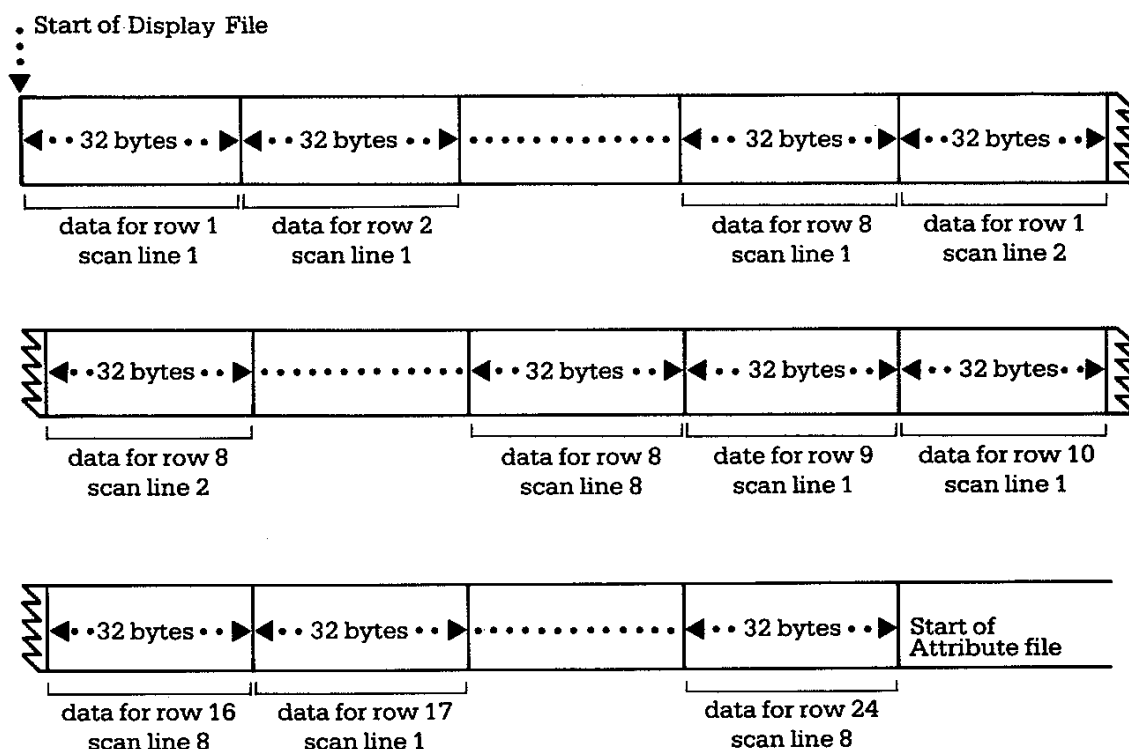 Start of Display File
32 bytes 32 bytes 32 bytes 32 bytes
data for row 1 data for row 2 data for row 8 data for row 1
scan line 1 scan line 1 scan line 1 scan line 2
32 bytes 32 bytes 32 bytes 32 bytes
data for row 8 data for row 8 date for row 9 data for row 10
scan line 2 scan line 8 scan line 1 scan line 1
32 bytes 32 bytes 32 bytes Start of
Attribute file
data for row 16 data for row 17 data for row 24
scan line 8 scan line 1 scan line 8